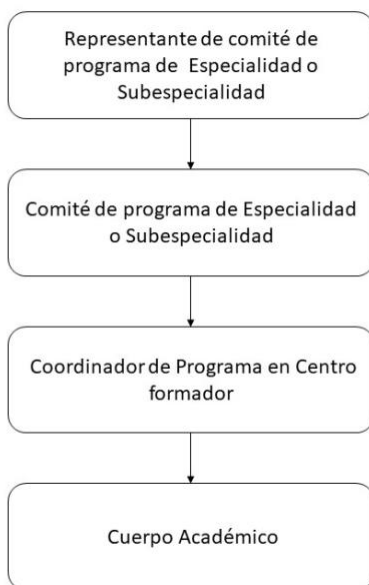 Representante de comité de
programa de Especialidad o
Subespecialidad
Comité de programa de Especialidad
o Subespecialidad
Coordinador de Programa en Centro
formador
Cuerpo Académico